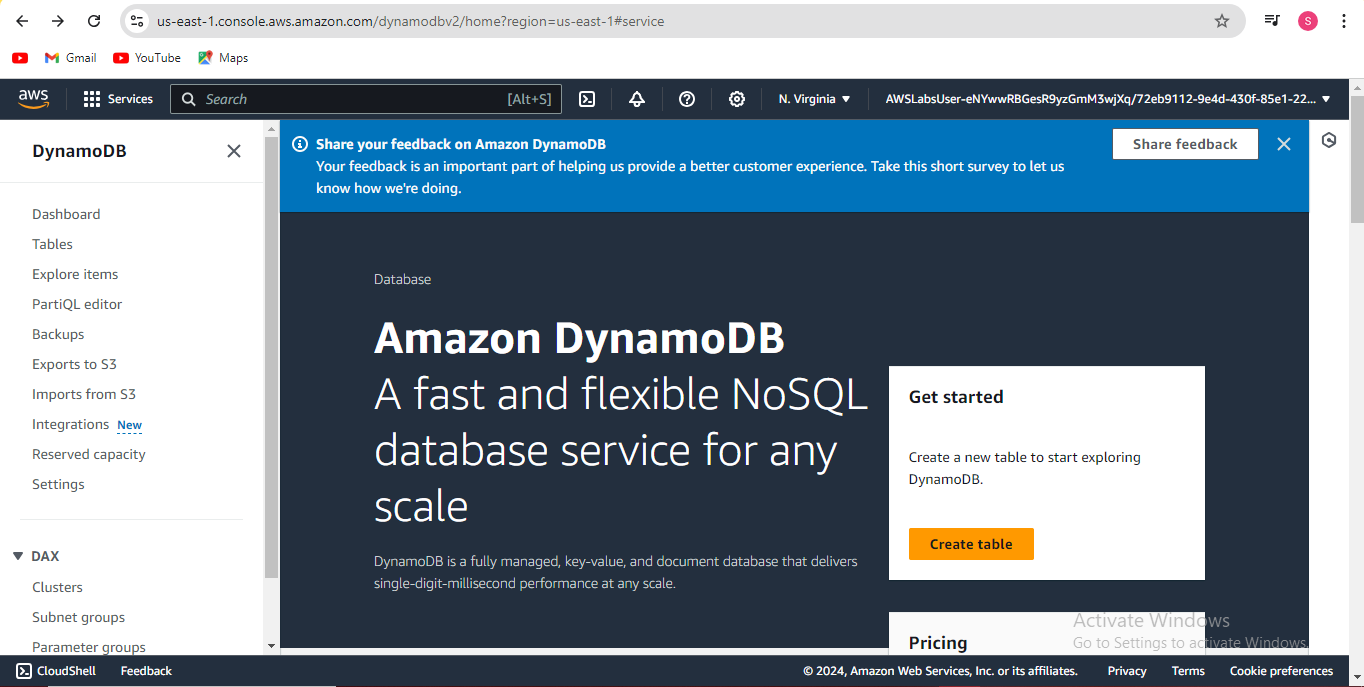 us-east-1.console.aws.amazon.com/dynamodbv2/home?region=us-east-1#service
S
Gmail
YouTube
Maps
aws
Services
Search
[Alt+S]
N. Virginia
AWSLabsUser-eNYwwRBGesR9yzGmM3wjXq/72eb9112-9e4d-430f-85e1-22...
DynamoDB
Dashboard
Tables
Explore items
PartiQL editor
Backups
Exports to S3
Imports from S3
Integrations New
Reserved capacity
Settings
DAX
Clusters
Subnet groups
Parameter groups
Share your feedback on Amazon DynamoDB
Your feedback is an important part of helping us provide a better customer experience. Take this short survey to let us
know how we're doing.
Share feedback
Database
Amazon DynamoDB
A fast and flexible NoSQL
database service for any
scale
DynamoDB is a fully managed, key-value, and document database that delivers
single-digit-millisecond performance at any scale.
Get started
Create a new table to start exploring
DynamoDB.
Create table
Pricing
Activate Windows
Go to Settings to activate Windows.
CloudShell
Feedback
© 2024, Amazon Web Services, Inc. or its affiliates.
Privacy
Terms
Cookie preferences